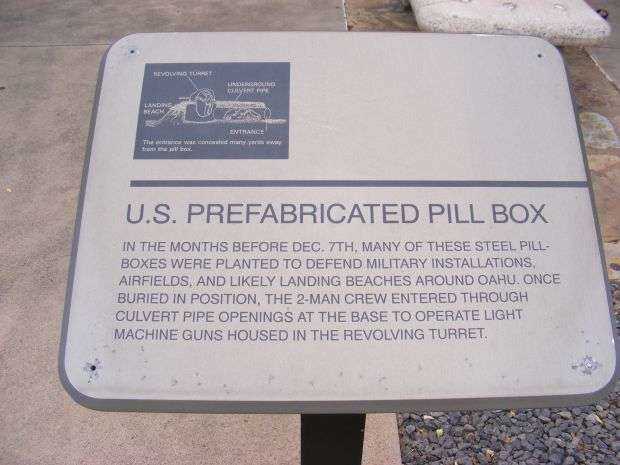 REVOLVING TURRET
UNDERGROUND
CULVERT PIPE
LANDING
BEACH
ENTRANCE
The entrance was concealed many yards away
from the pill box.
U.S. PREFABRICATED PILL BOX
IN THE MONTHS BEFORE DEC. 7TH, MANY OF THESE STEEL PILL-
BOXES WERE PLANTED TO DEFEND MILITARY INSTALLATIONS,
AIRFIELDS, AND LIKELY LANDING BEACHES AROUND OAHU. ONCE
BURIED IN POSITION, THE 2-MAN CREW ENTERED THROUGH
CULVERT PIPE OPENINGS AT THE BASE TO OPERATE LIGHT
MACHINE GUNS HOUSED IN THE REVOLVING TURRET.